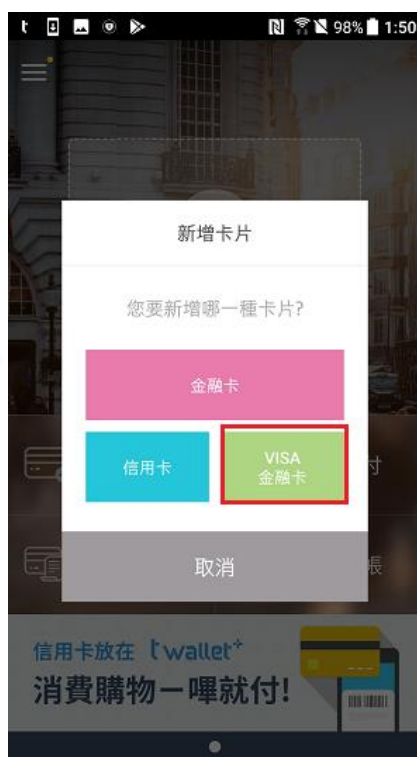 t
98% 1:50
新增卡片
您要新增哪一種卡片?
金融卡
信用卡
VISA
金融卡
付
取消
帳
信用卡放在 t wallet+
消費購物一嗶就付!